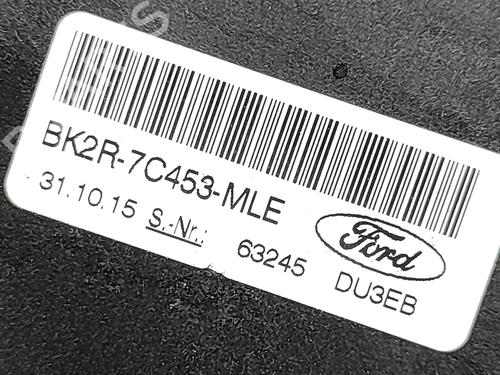 BK2R-7C453-MLE
31.10.15 S.-Nr.: 63245
Ford
DU3EB